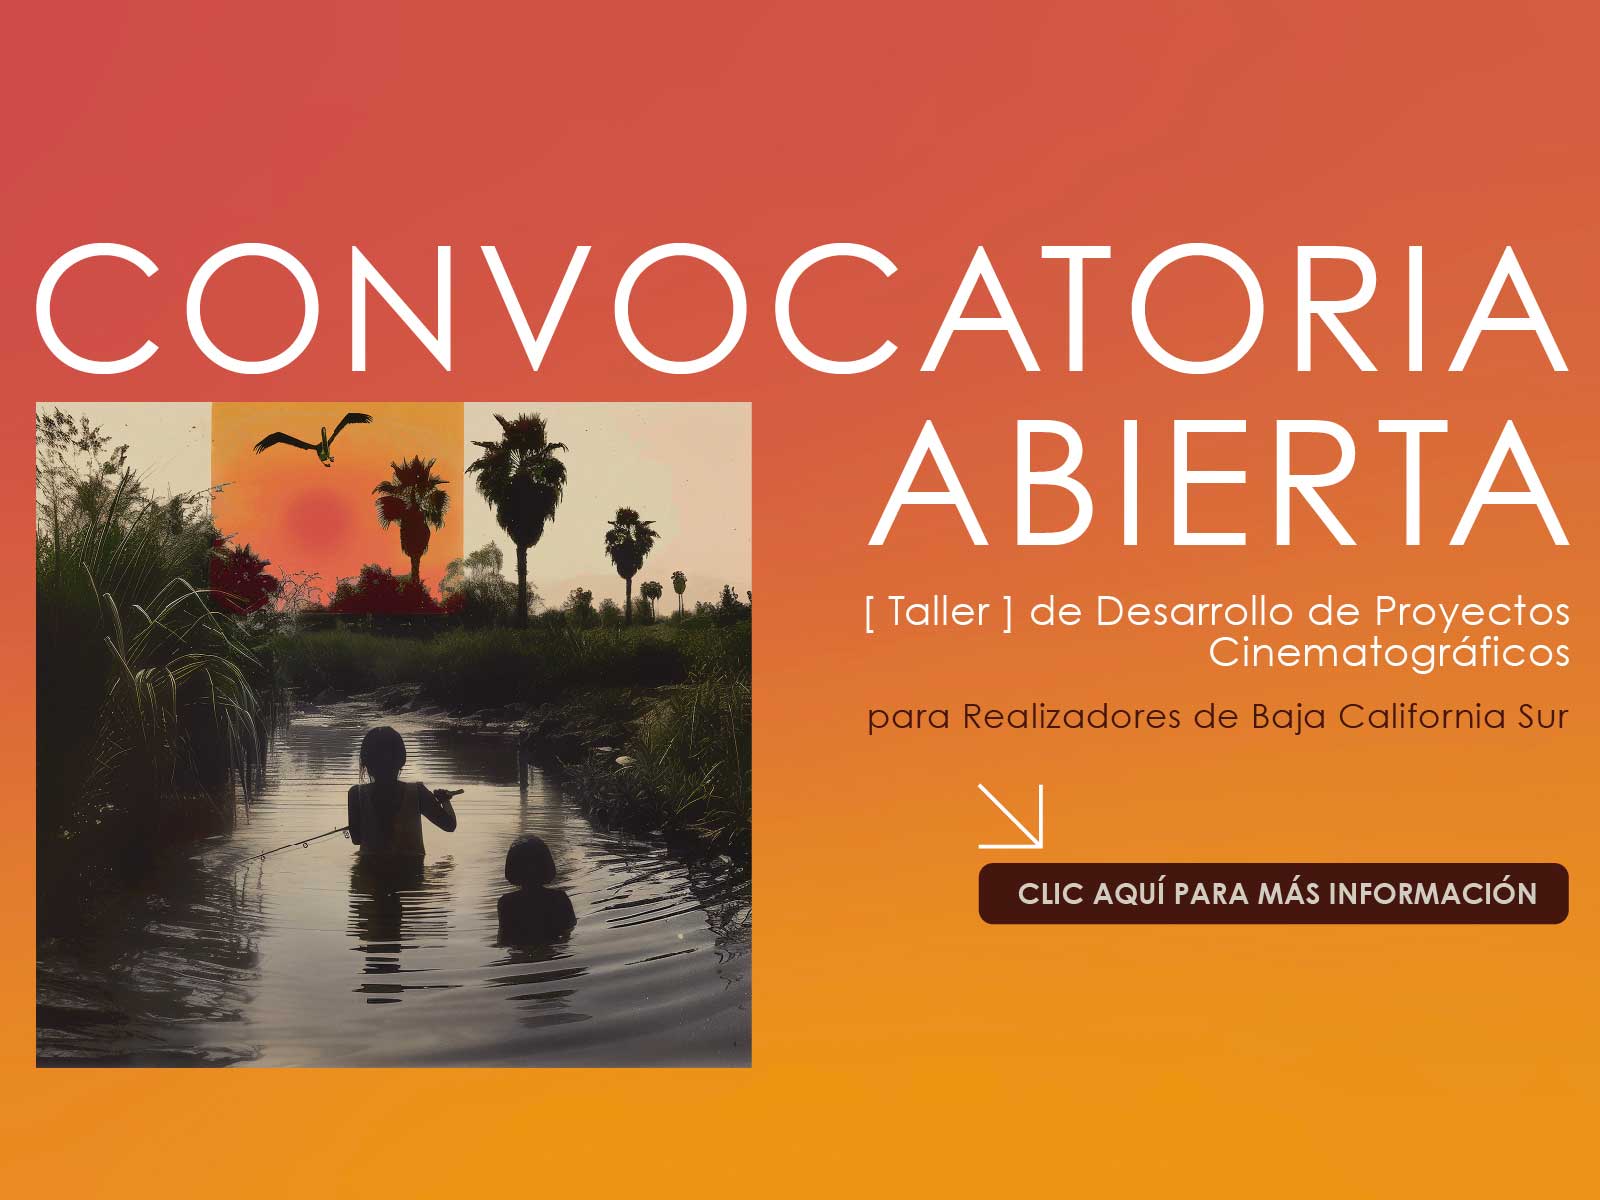 CONVOCATORIA
ABIERTA
[ Taller ] de Desarrollo de Proyectos
Cinematográficos
para Realizadores de Baja California Sur
CLIC AQUÍ PARA MÁS INFORMACIÓN